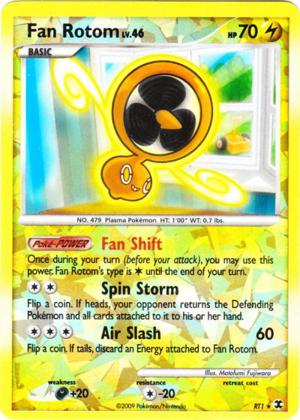 Fan Rotom LV.46 HP 70
BASIC
NO. 479 Plasma Pokémon HT: 1'00" WT: 0.7 lbs.
Poké-POWER Fan Shift
Once during your turn (before your attack), you may use this
power. Fan Rotom's type is until the end of your turn.
Spin Storm
Flip a coin. If heads, your opponent returns the Defending
Pokémon and all cards attached to it to his or her hand.
Air Slash 60
Flip a coin. If tails, discard an Energy attached to Fan Rotom.
Illus. Motofumi Fujiwara
weakness resistance retreat cost
+20 -20
©2009 Pokémon/Nintendo RT1